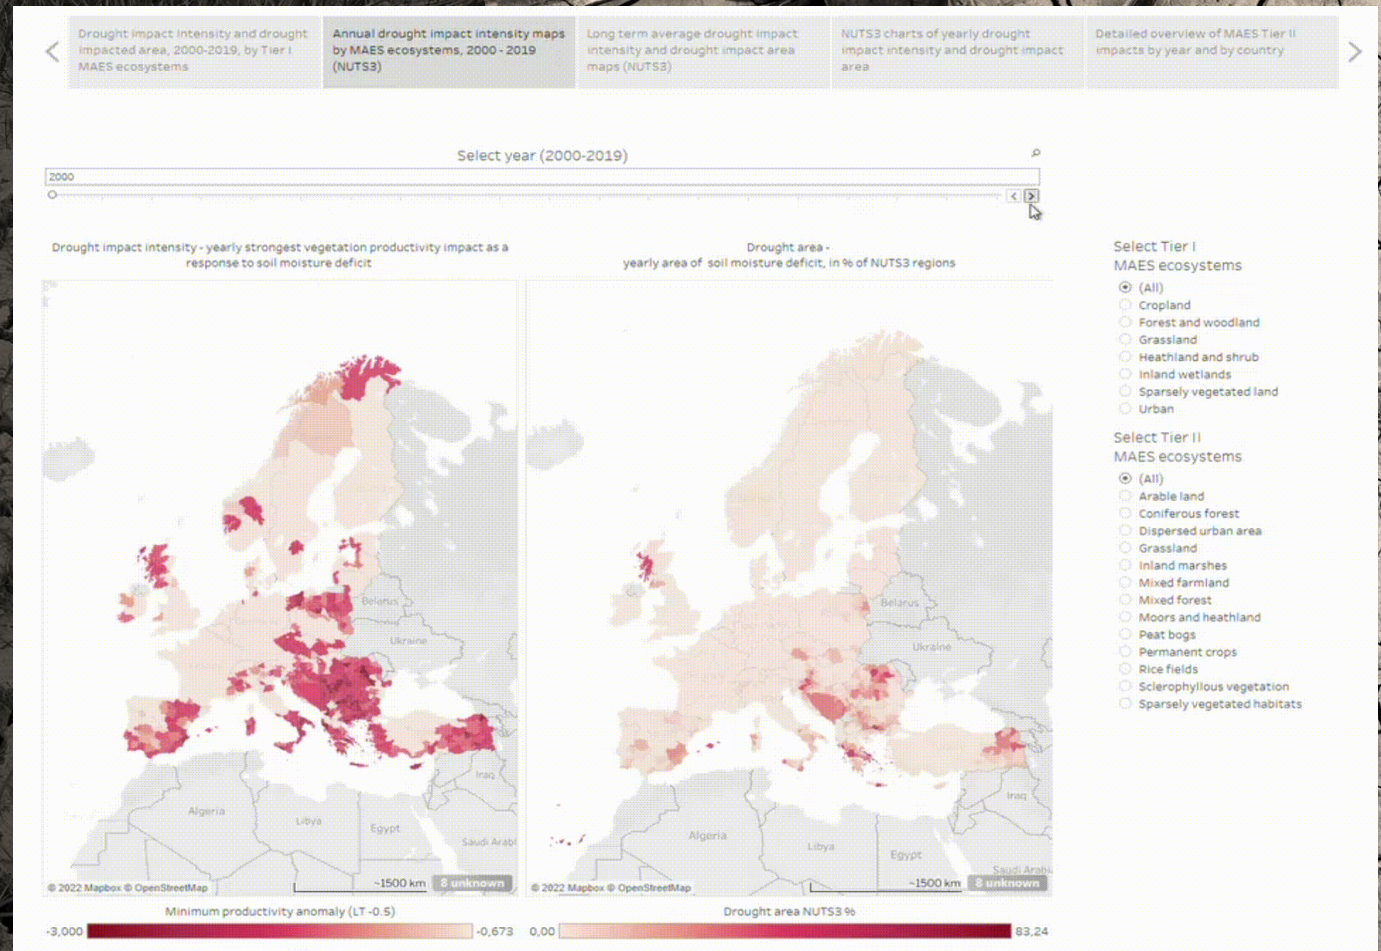 Drought impact intensity and drought
impacted area, 2000-2019, by Tier I
MAES ecosystems
Annual drought impact intensity maps
by MAES ecosystems, 2000 - 2019
(NUTS3)
Long term average drought impact
intensity and drought impact area
maps (NUTS3)
NUTS3 charts of yearly drought
impact intensity and drought impact
area
Detailed overview of MAES Tier II
impacts by year and by country
Select year (2000-2019)
2000
Drought impact intensity - yearly strongest vegetation productivity impact as a
response to soil moisture deficit
Drought area -
yearly area of soil moisture deficit, in % of NUTS3 regions
Belarus
Ukraine
Iraq
Algeria
Libya
Egypt
Saudi Arabi
© 2022 Mapbox © OpenStreetMap
~1500 km
8 unknown
Belarus
Ukraine
Iraq
Algeria
Libya
Egypt
Saudi Arabi
© 2022 Mapbox © OpenStreetMap
~1500 km
8 unknown
Minimum productivity anomaly (LT -0.5)
-3,000
-0,673
Drought area NUTS3 %
0,00
83,24
Select Tier I
MAES ecosystems
(All)
Cropland
Forest and woodland
Grassland
Heathland and shrub
Inland wetlands
Sparsely vegetated land
Urban
Select Tier II
MAES ecosystems
(All)
Arable land
Coniferous forest
Dispersed urban area
Grassland
Inland marshes
Mixed farmland
Mixed forest
Moors and heathland
Peat bogs
Permanent crops
Rice fields
Sclerophyllous vegetation
Sparsely vegetated habitats